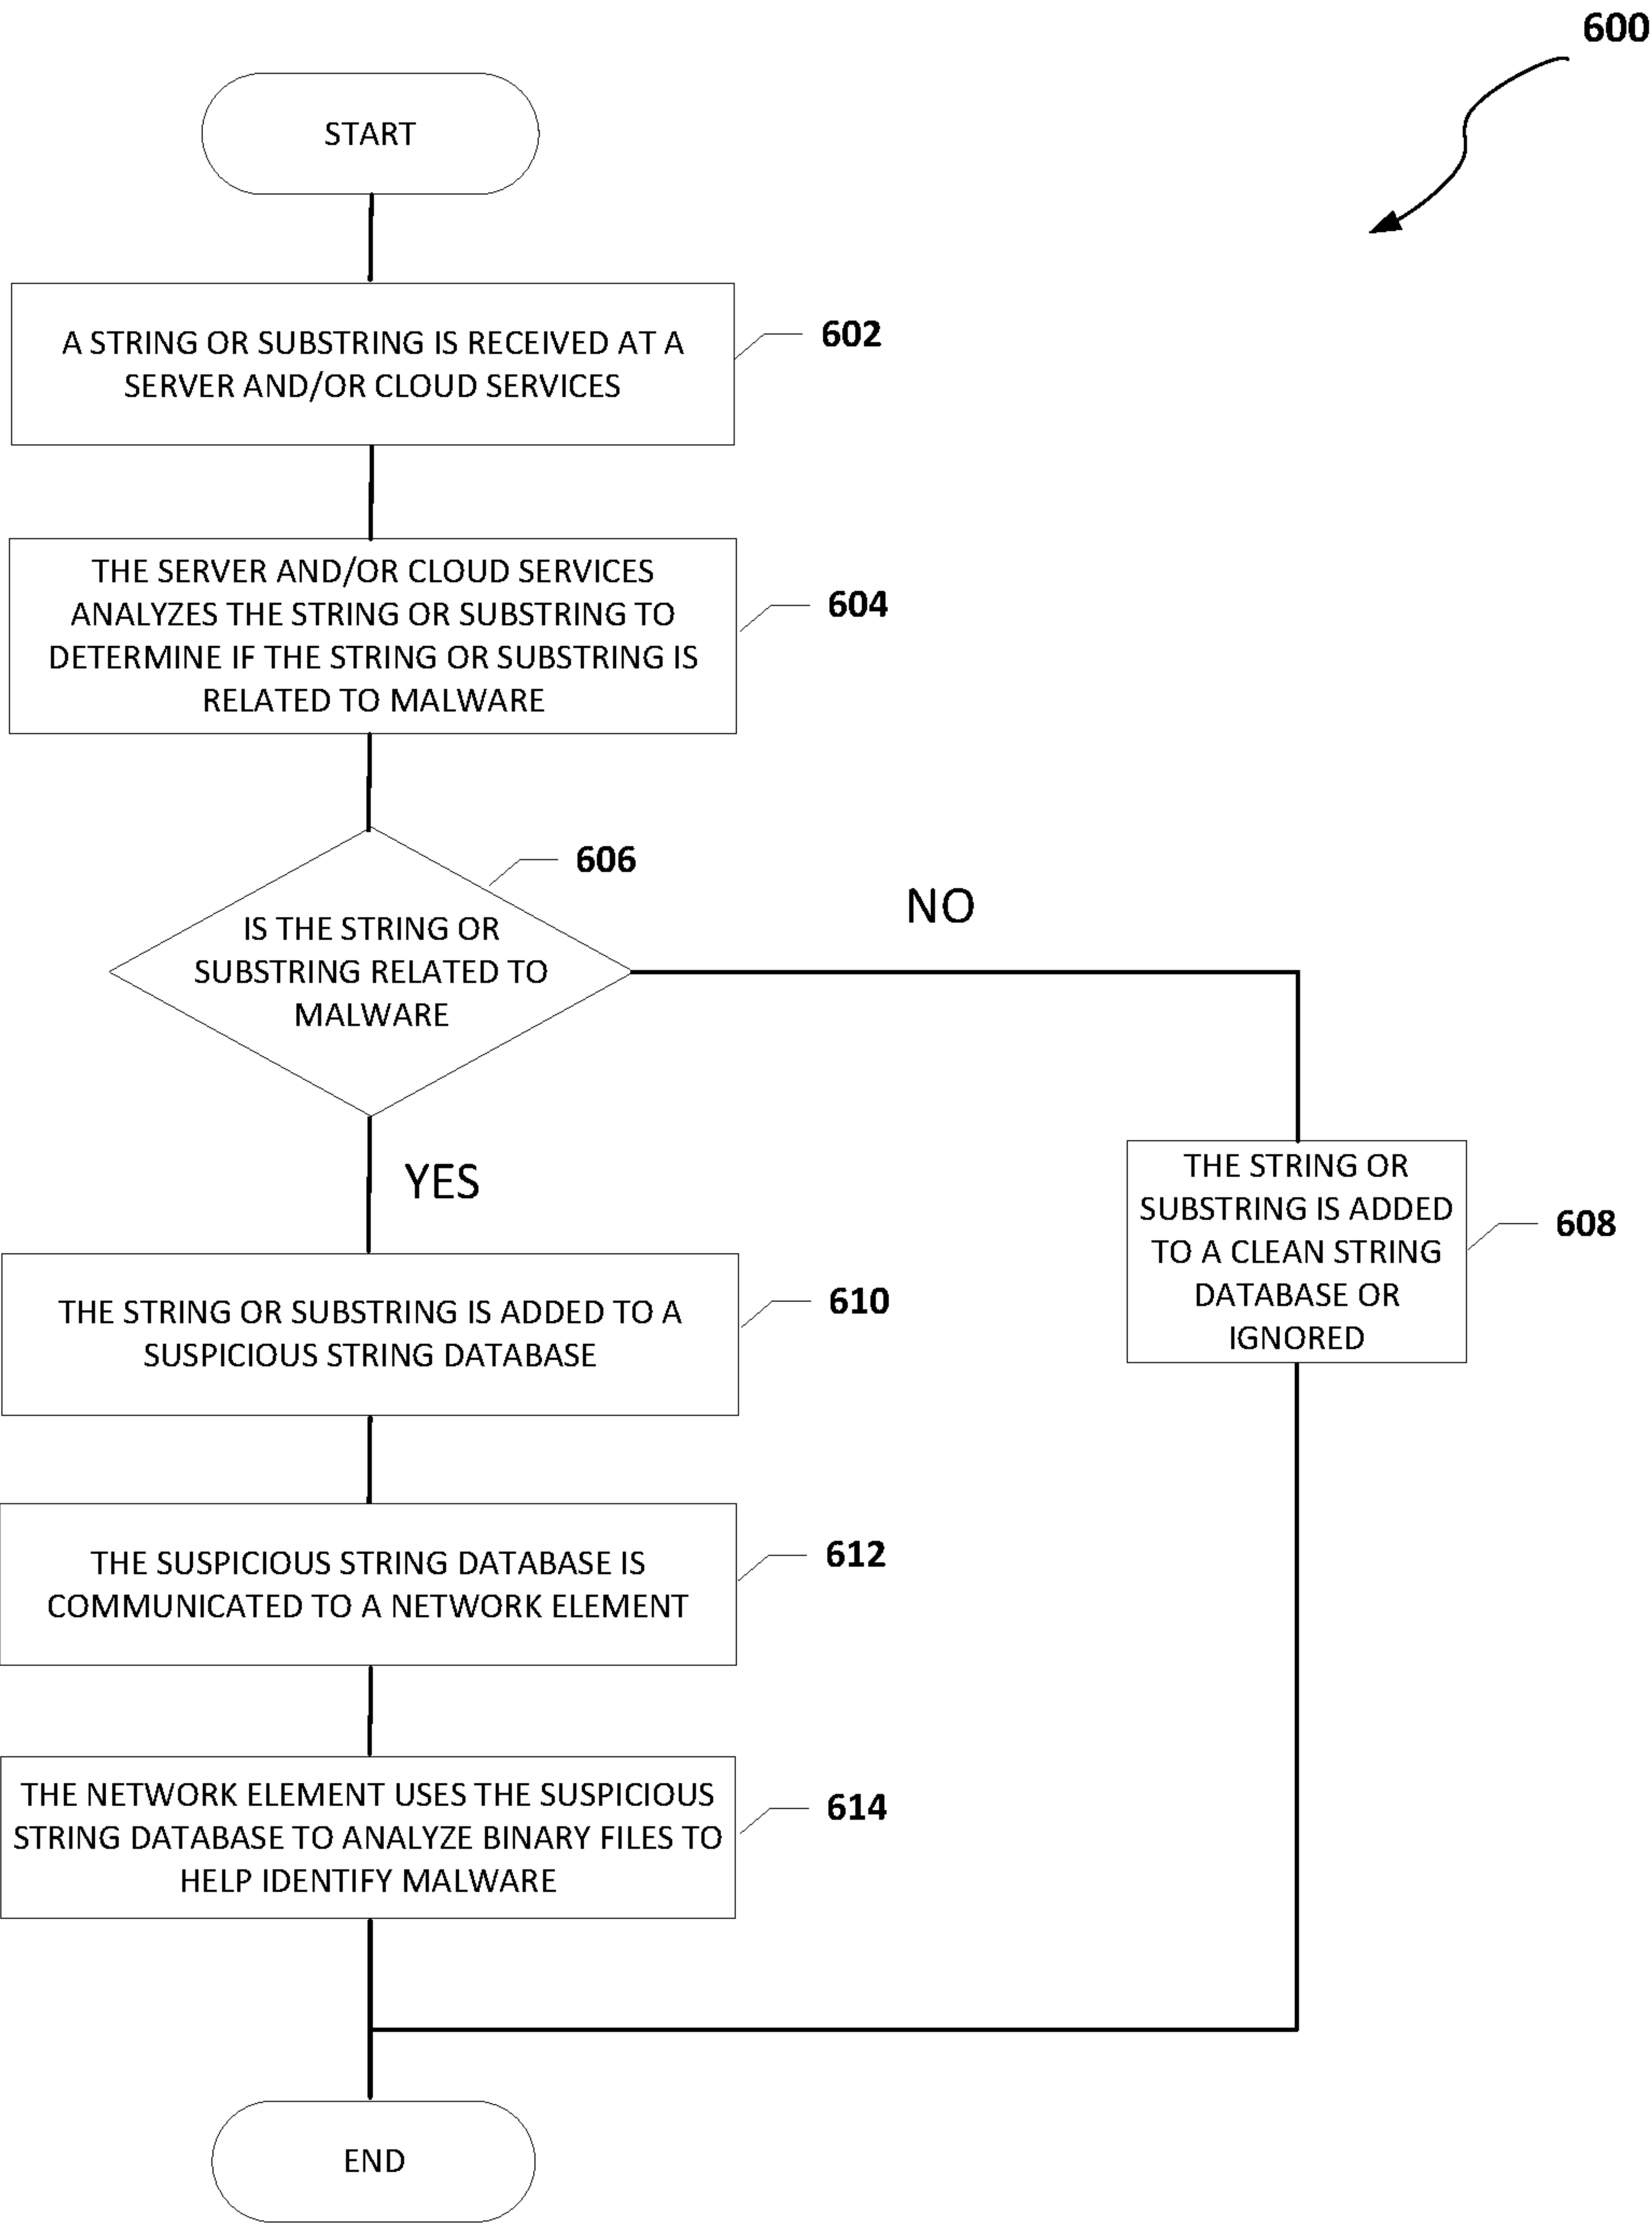 600
START
A STRING OR SUBSTRING IS RECEIVED AT A
SERVER AND/OR CLOUD SERVICES
602
THE SERVER AND/OR CLOUD SERVICES
ANALYZES THE STRING OR SUBSTRING TO
DETERMINE IF THE STRING OR SUBSTRING IS
RELATED TO MALWARE
604
606
IS THE STRING OR
SUBSTRING RELATED TO
MALWARE
NO
YES
THE STRING OR
SUBSTRING IS ADDED
TO A CLEAN STRING
DATABASE OR
IGNORED
608
THE STRING OR SUBSTRING IS ADDED TO A
SUSPICIOUS STRING DATABASE
610
THE SUSPICIOUS STRING DATABASE IS
COMMUNICATED TO A NETWORK ELEMENT
612
THE NETWORK ELEMENT USES THE SUSPICIOUS
STRING DATABASE TO ANALYZE BINARY FILES TO
HELP IDENTIFY MALWARE
614
END